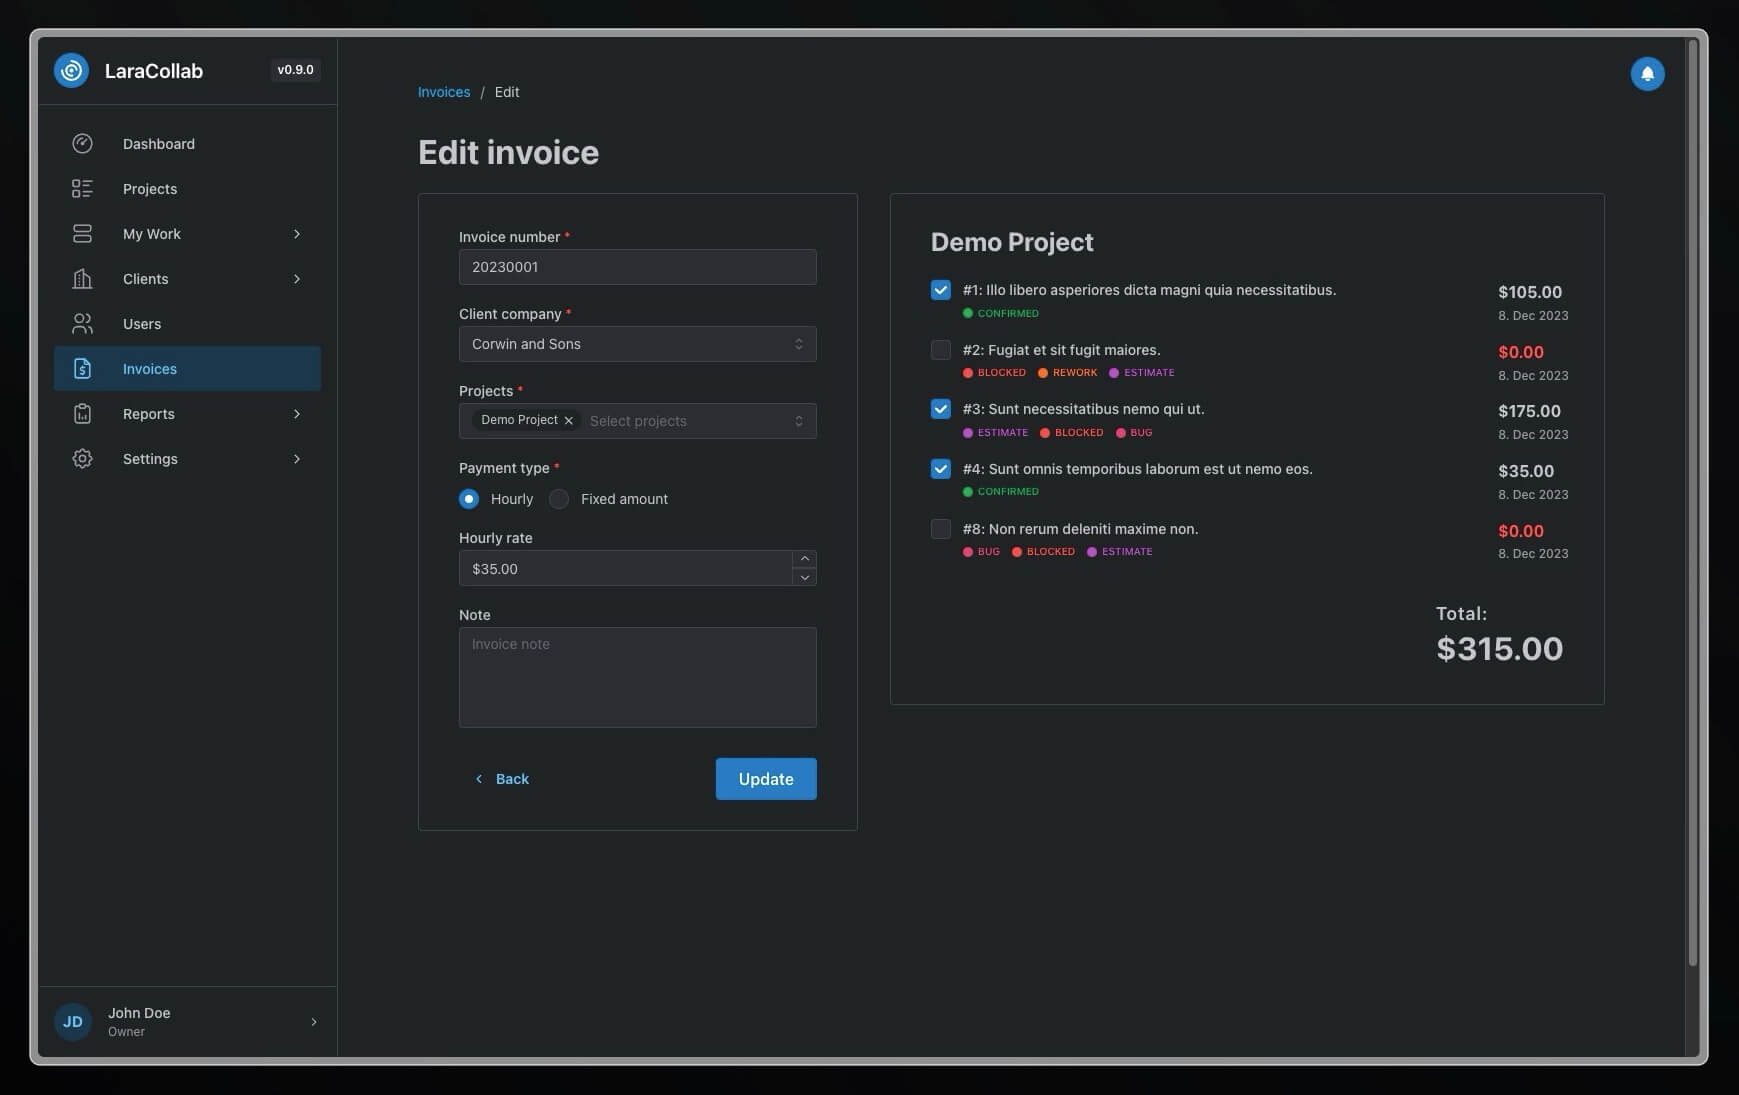 LaraCollab
v0.9.0
Dashboard
Projects
My Work
Clients
Users
Invoices
Reports
Settings
JD
John Doe
Owner
Invoices / Edit
Edit invoice
Invoice number *
20230001
Client company *
Corwin and Sons
Projects *
Demo Project Select projects
Payment type *
Hourly Fixed amount
Hourly rate
$35.00
Note
Invoice note
Back
Update
Demo Project
#1: Illo libero asperiores dicta magni quia necessitatibus.
$105.00
CONFIRMED
8. Dec 2023
#2: Fugiat et sit fugit maiores.
$0.00
BLOCKED REWORK ESTIMATE
8. Dec 2023
#3: Sunt necessitatibus nemo qui ut.
$175.00
ESTIMATE BLOCKED BUG
8. Dec 2023
#4: Sunt omnis temporibus laborum est ut nemo eos.
$35.00
CONFIRMED
8. Dec 2023
#8: Non rerum deleniti maxime non.
$0.00
BUG BLOCKED ESTIMATE
8. Dec 2023
Total:
$315.00